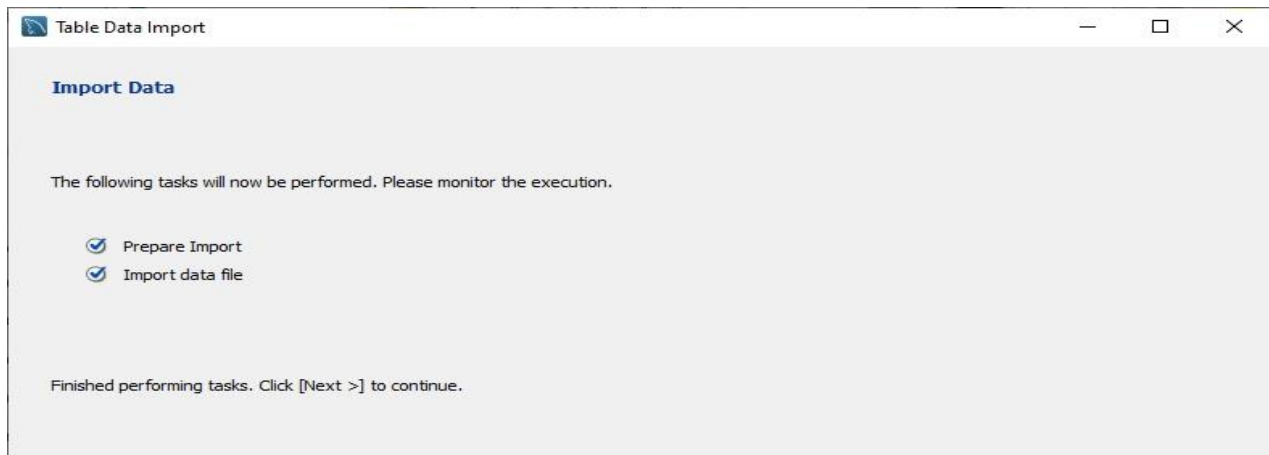 Table Data Import
Import Data
The following tasks will now be performed. Please monitor the execution.
Prepare Import
Import data file
Finished performing tasks. Click [Next >] to continue.